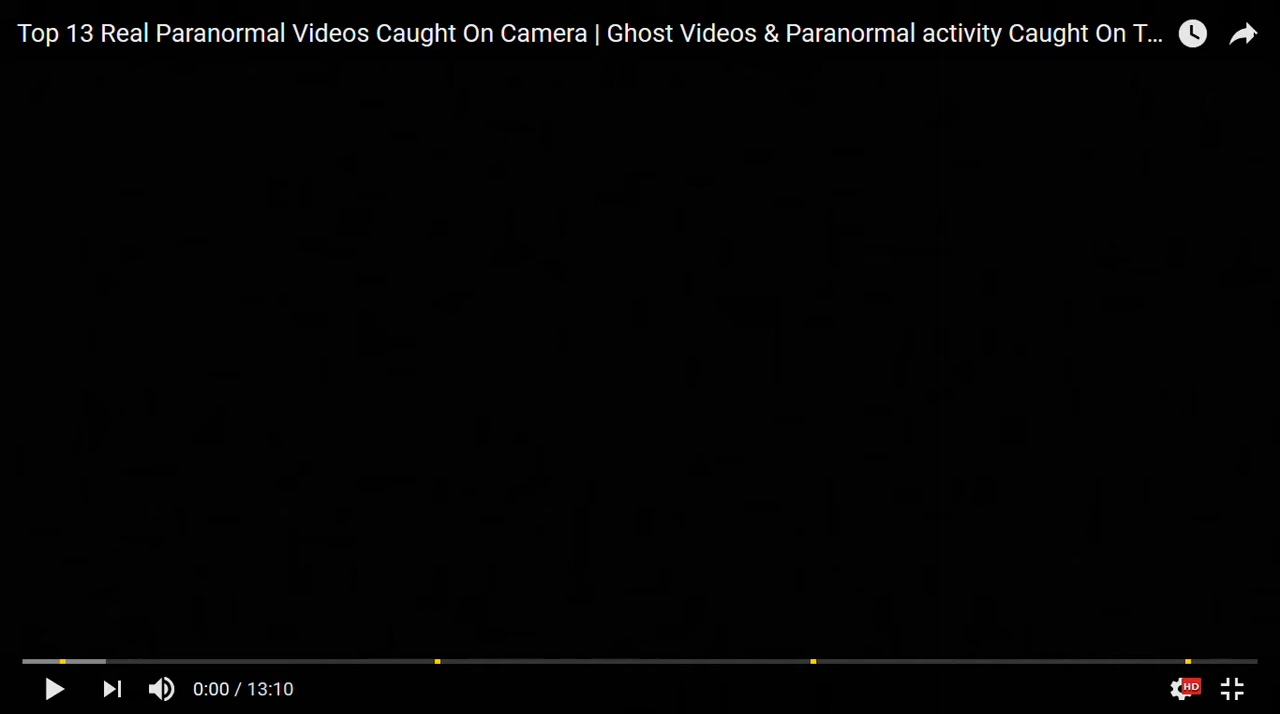 Top 13 Real Paranormal Videos Caught On Camera | Ghost Videos & Paranormal activity Caught On T...
0:00 / 13:10
HD